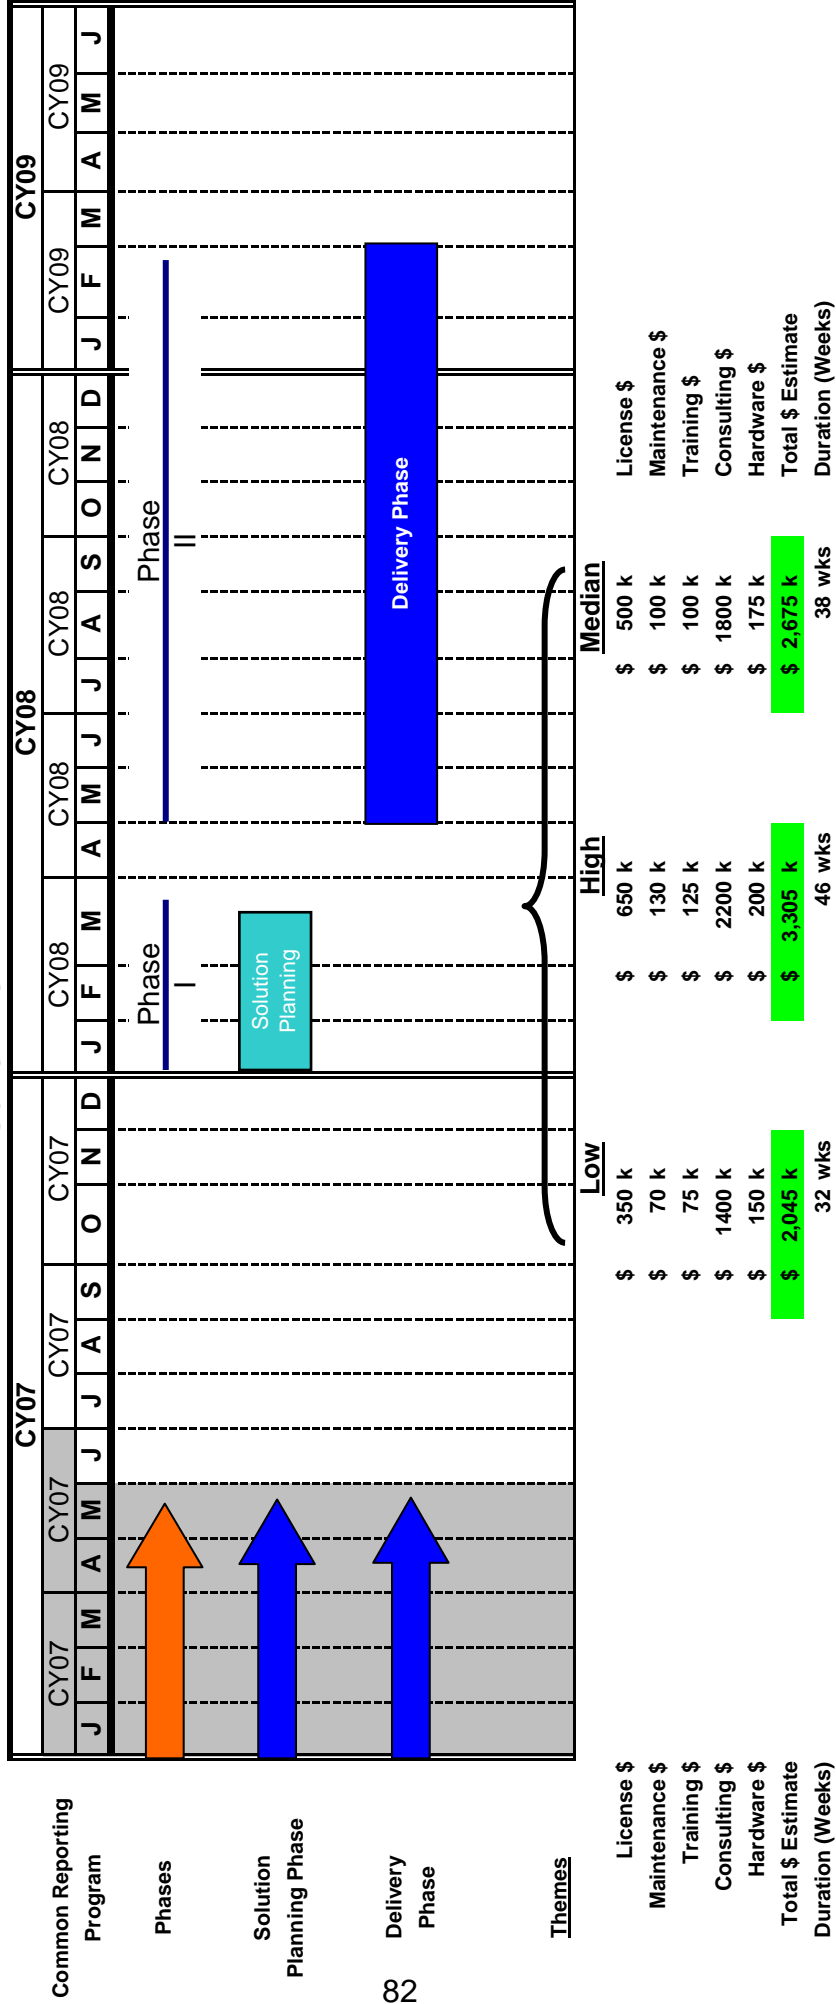 CY07 CY08 CY09
Common Reporting CY07 CY07 CY07 CY07 CY08 CY08 CY08 CY08 CY09 CY09
Program J F M A M J J A S O N D J F M A M J J A S O N D J F M A M J
Phases Phase Phase
I II
Solution Solution
Planning Phase Planning
Delivery Delivery Phase
Phase
Themes
Low High Median
License $ $ 350 k $ 650 k $ 500 k License $
Maintenance $ $ 70 k $ 130 k $ 100 k Maintenance $
Training $ $ 75 k $ 125 k $ 100 k Training $
Consulting $ $ 1400 k $ 2200 k $ 1800 k Consulting $
Hardware $ $ 150 k $ 200 k $ 175 k Hardware $
Total $ Estimate $ 2,045 k $ 3,305 k $ 2,675 k Total $ Estimate
Duration (Weeks) 32 wks 46 wks 38 wks Duration (Weeks)
82